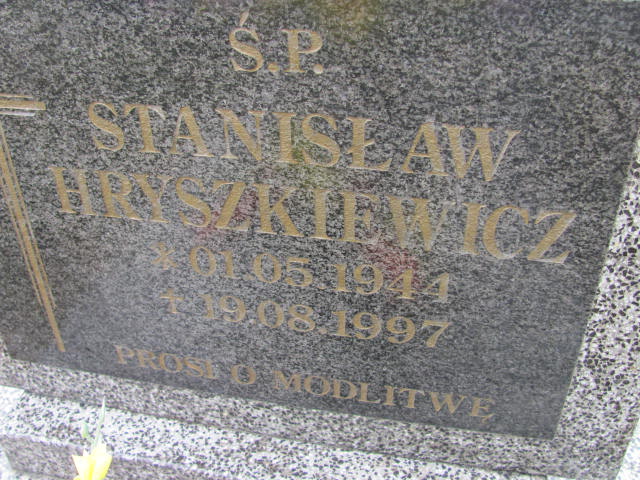 Ś.P.
STANISŁAW
HRYSZKIEWICZ
* 01.05.1944
✝ 19.08.1997
PROSI O MODLITWĘ